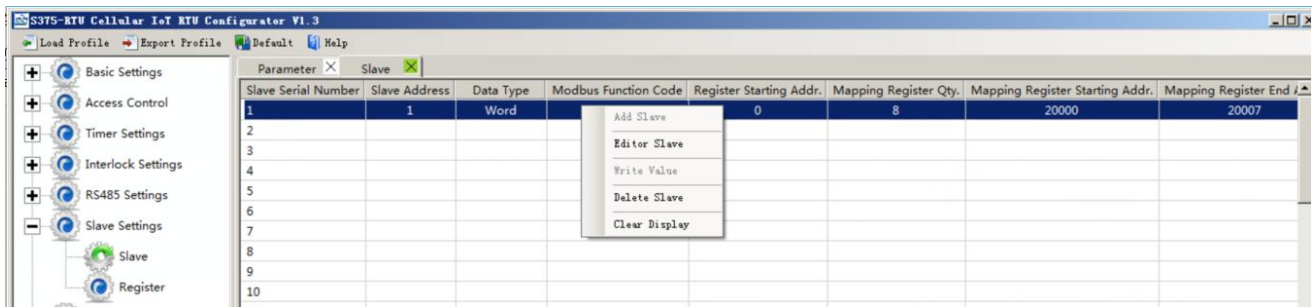 S375-RTU Cellular IoT RTU Configurator V1.3
Load Profile Export Profile Default Help
Basic Settings
Access Control
Timer Settings
Interlock Settings
RS485 Settings
Slave Settings
Slave
Register
Parameter Slave
Slave Serial Number Slave Address Data Type Modbus Function Code Register Starting Addr. Mapping Register Qty. Mapping Register Starting Addr. Mapping Register End
1 1 Word 0 8 20000 20007
2
3
4
5
6
7
8
9
10
Add Slave
Editor Slave
Write Value
Delete Slave
Clear Display